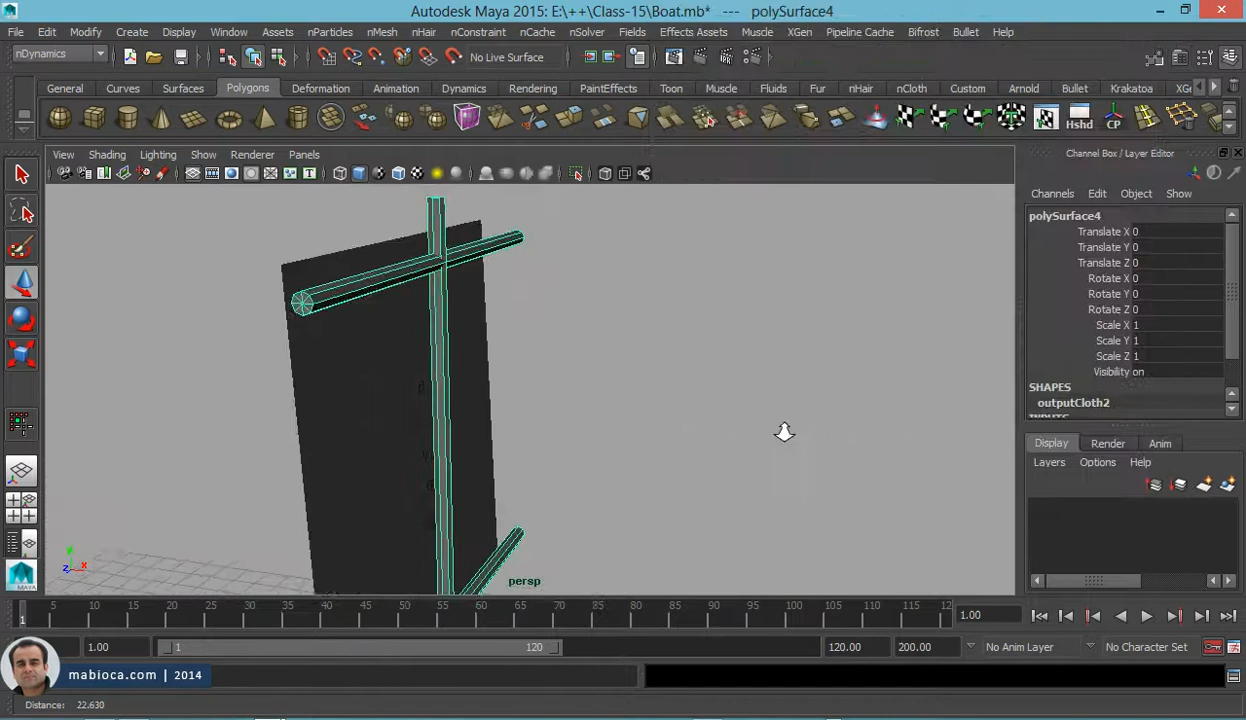 Autodesk Maya 2015: E:\++\Class-15\Boat.mb*   ---   polySurface4
File Edit Modify Create Display Window Assets nParticles nMesh nHair nConstraint nCache nSolver Fields Effects Assets Muscle XGen Pipeline Cache Bifrost Bullet Help
nDynamics No Live Surface
General Curves Surfaces Polygons Deformation Animation Dynamics Rendering PaintEffects Toon Muscle Fluids Fur nHair nCloth Custom Arnold Bullet Krakatoa XGe
Hshd CP
View Shading Lighting Show Renderer Panels
Channel Box / Layer Editor
Channels Edit Object Show
polySurface4
Translate X 0
Translate Y 0
Translate Z 0
Rotate X 0
Rotate Y 0
Rotate Z 0
Scale X 1
Scale Y 1
Scale Z 1
Visibility on
SHAPES
outputCloth2
INPUTS
Display Render Anim
Layers Options Help
y z x
persp
MAYA
1 5 10 15 20 25 30 35 40 45 50 55 60 65 70 75 80 85 90 95 100 105 110 115 12 1.00
1.00 1 120 120.00 200.00 No Anim Layer No Character Set
mabioca.com | 2014
Distance: 22.630